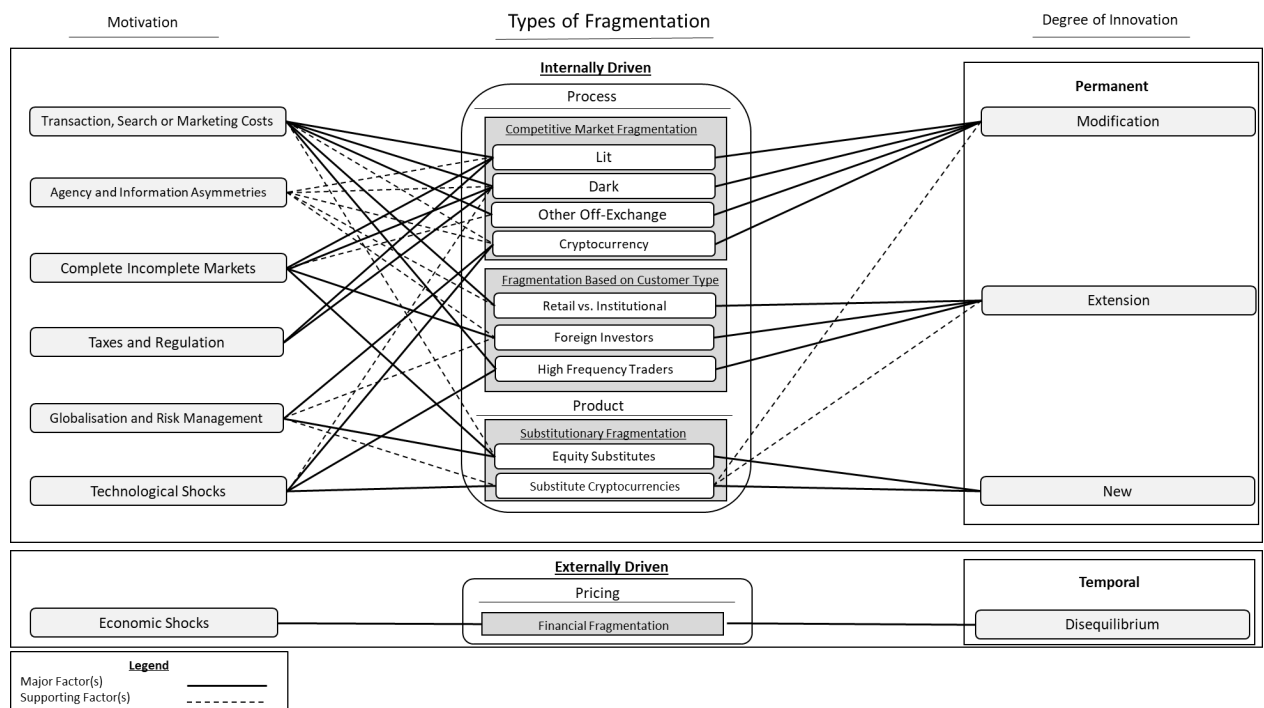 Motivation
Types of Fragmentation
Degree of Innovation
Internally Driven
Process
Permanent
Transaction, Search or Marketing Costs
Competitive Market Fragmentation
Modification
Lit
Agency and Information Asymmetries
Dark
Other Off-Exchange
Cryptocurrency
Complete Incomplete Markets
Fragmentation Based on Customer Type
Extension
Retail vs. Institutional
Taxes and Regulation
Foreign Investors
High Frequency Traders
Product
Globalisation and Risk Management
Substitutionary Fragmentation
Equity Substitutes
Technological Shocks
Substitute Cryptocurrencies
New
Externally Driven
Pricing
Temporal
Economic Shocks
Financial Fragmentation
Disequilibrium
Legend
Major Factor(s)
Supporting Factor(s)